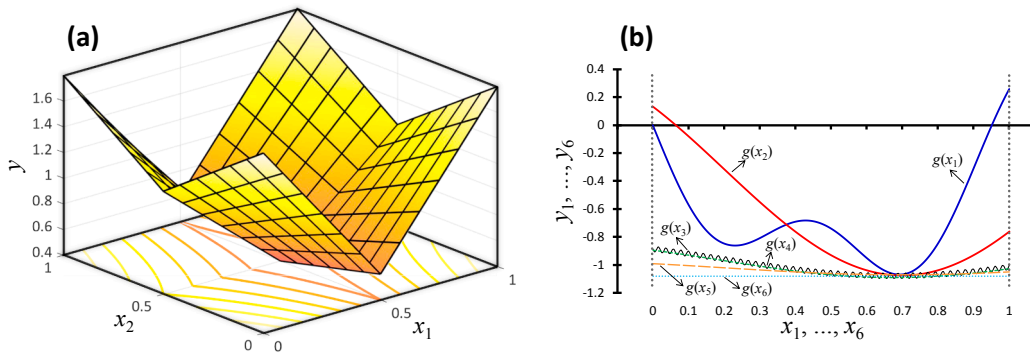 (a)
1.6
1.4
1.2
1
0.8
0.6
0.4
y
1
0.5
0
x2
0
0.5
1
x1
(b)
0.4
0.2
0
-0.2
-0.4
-0.6
-0.8
-1
-1.2
y1, ..., y6
g(x2)
g(x1)
g(x3)
g(x4)
g(x5)
g(x6)
0 0.1 0.2 0.3 0.4 0.5 0.6 0.7 0.8 0.9 1
x1, ..., x6